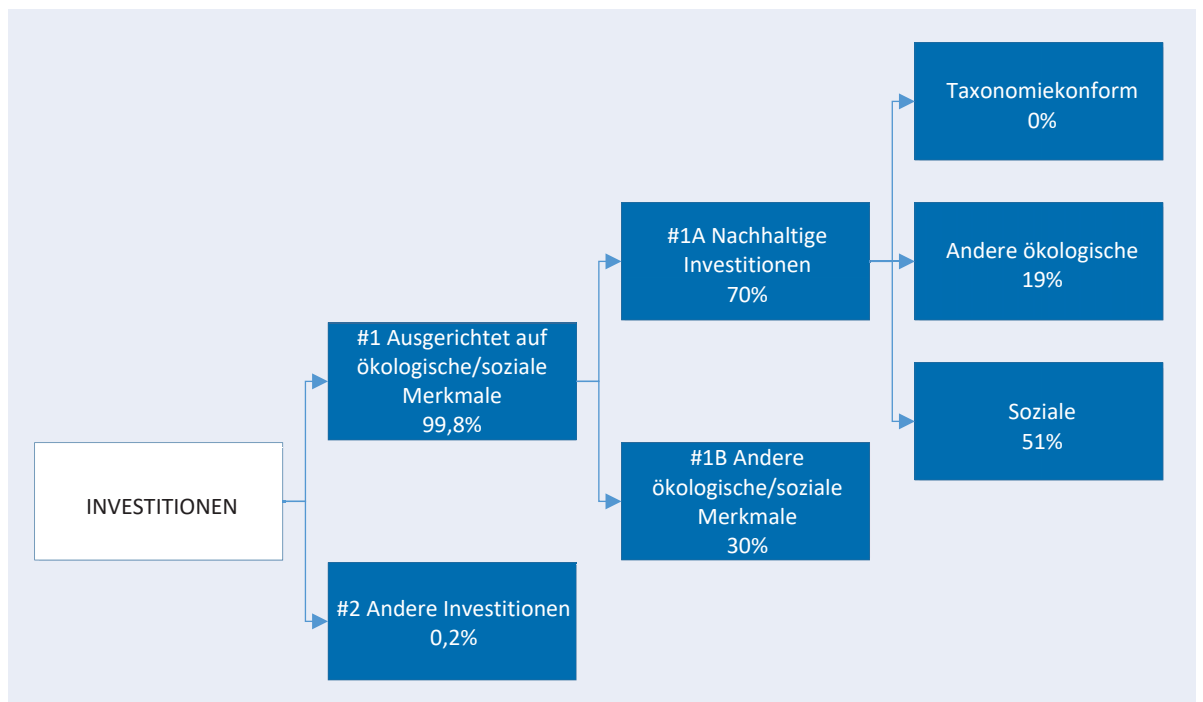 INVESTITIONEN
#1 Ausgerichtet auf
ökologische/soziale
Merkmale
99,8%
#2 Andere Investitionen
0,2%
#1A Nachhaltige
Investitionen
70%
#1B Andere
ökologische/soziale
Merkmale
30%
Taxonomiekonform
0%
Andere ökologische
19%
Soziale
51%